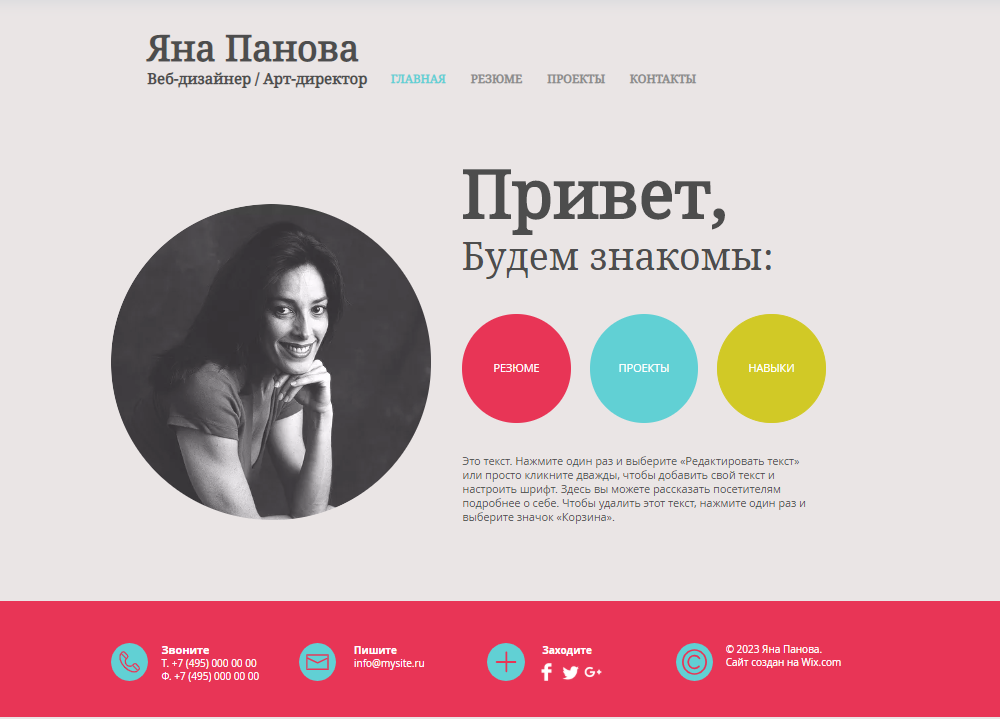 Яна Панова
Веб-дизайнер / Арт-директор
ГЛАВНАЯ РЕЗЮМЕ ПРОЕКТЫ КОНТАКТЫ
Привет,
Будем знакомы:
РЕЗЮМЕ ПРОЕКТЫ НАВЫКИ
Это текст. Нажмите один раз и выберите «Редактировать текст»
или просто кликните дважды, чтобы добавить свой текст и
настроить шрифт. Здесь вы можете рассказать посетителям
подробнее о себе. Чтобы удалить этот текст, нажмите один раз и
выберите значок «Корзина».
Звоните
Т. +7 (495) 000 00 00
Ф. +7 (495) 000 00 00
Пишите
info@mysite.ru
Заходите
© 2023 Яна Панова.
Сайт создан на Wix.com